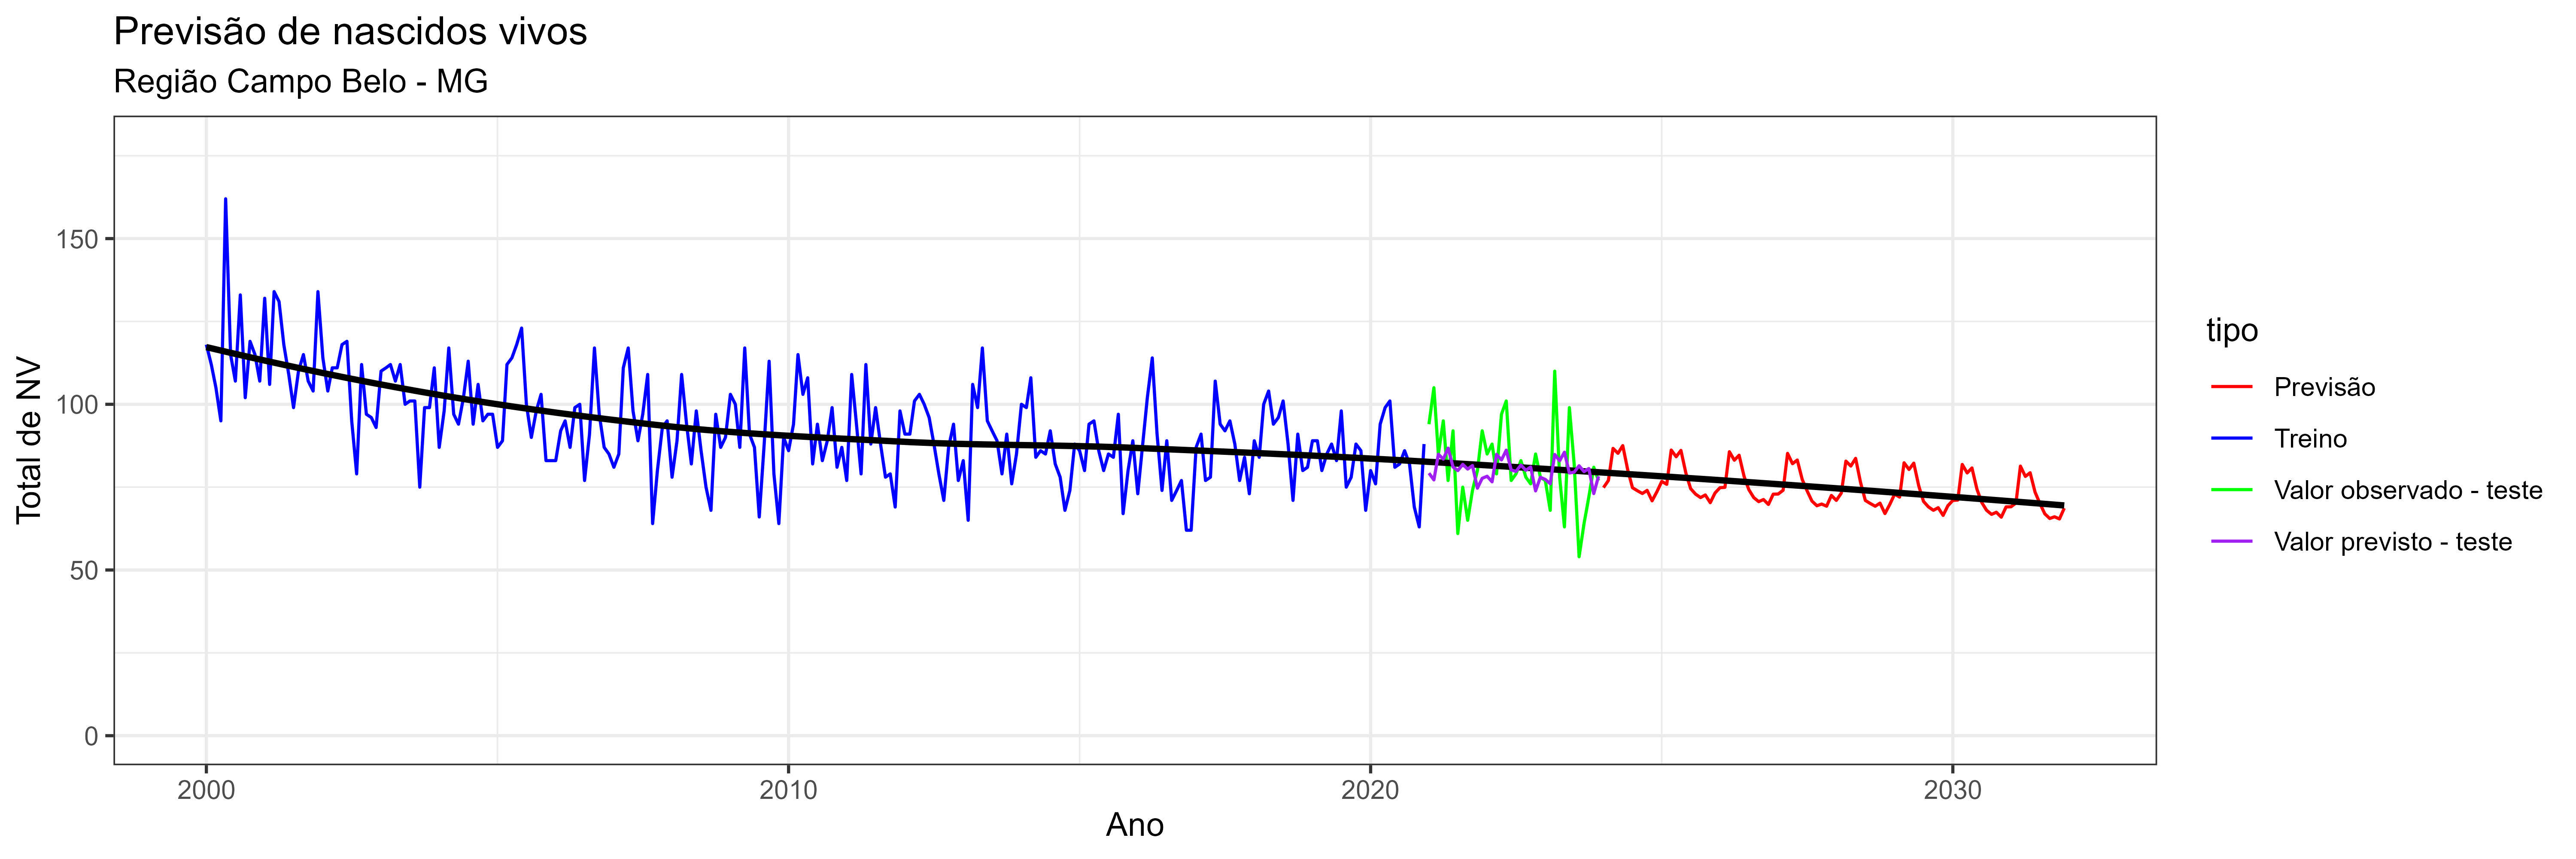 Previsão de nascidos vivos
Região Campo Belo - MG
Total de NV
150
100
50
0
2000
2010
2020
2030
Ano
tipo
Previsão
Treino
Valor observado - teste
Valor previsto - teste